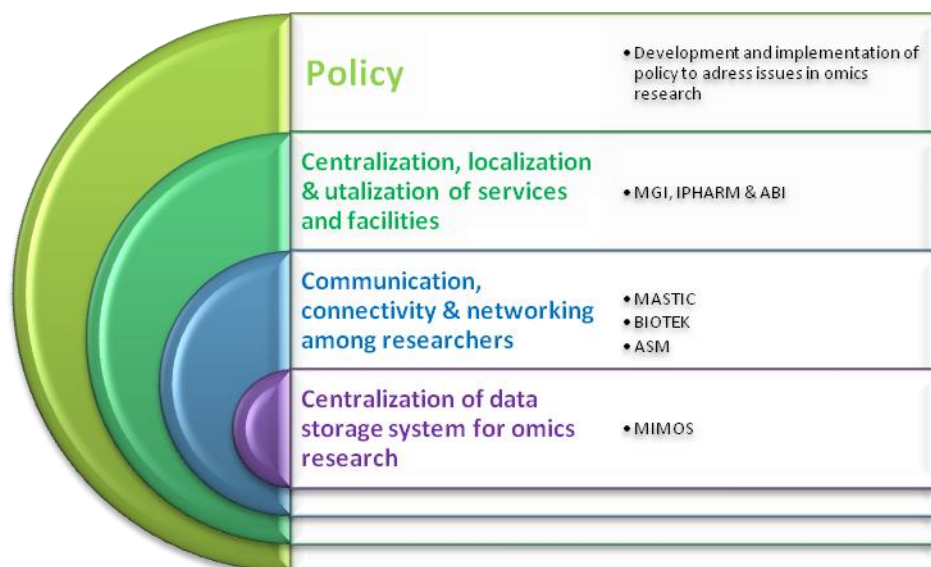 Policy
• Development and implementation of
policy to adress issues in omics
research
Centralization, localization
& utalization of services
and facilities
• MGI, IPHARM & ABI
Communication,
connectivity & networking
among researchers
• MASTIC
• BIOTEK
• ASM
Centralization of data
storage system for omics
research
• MIMOS